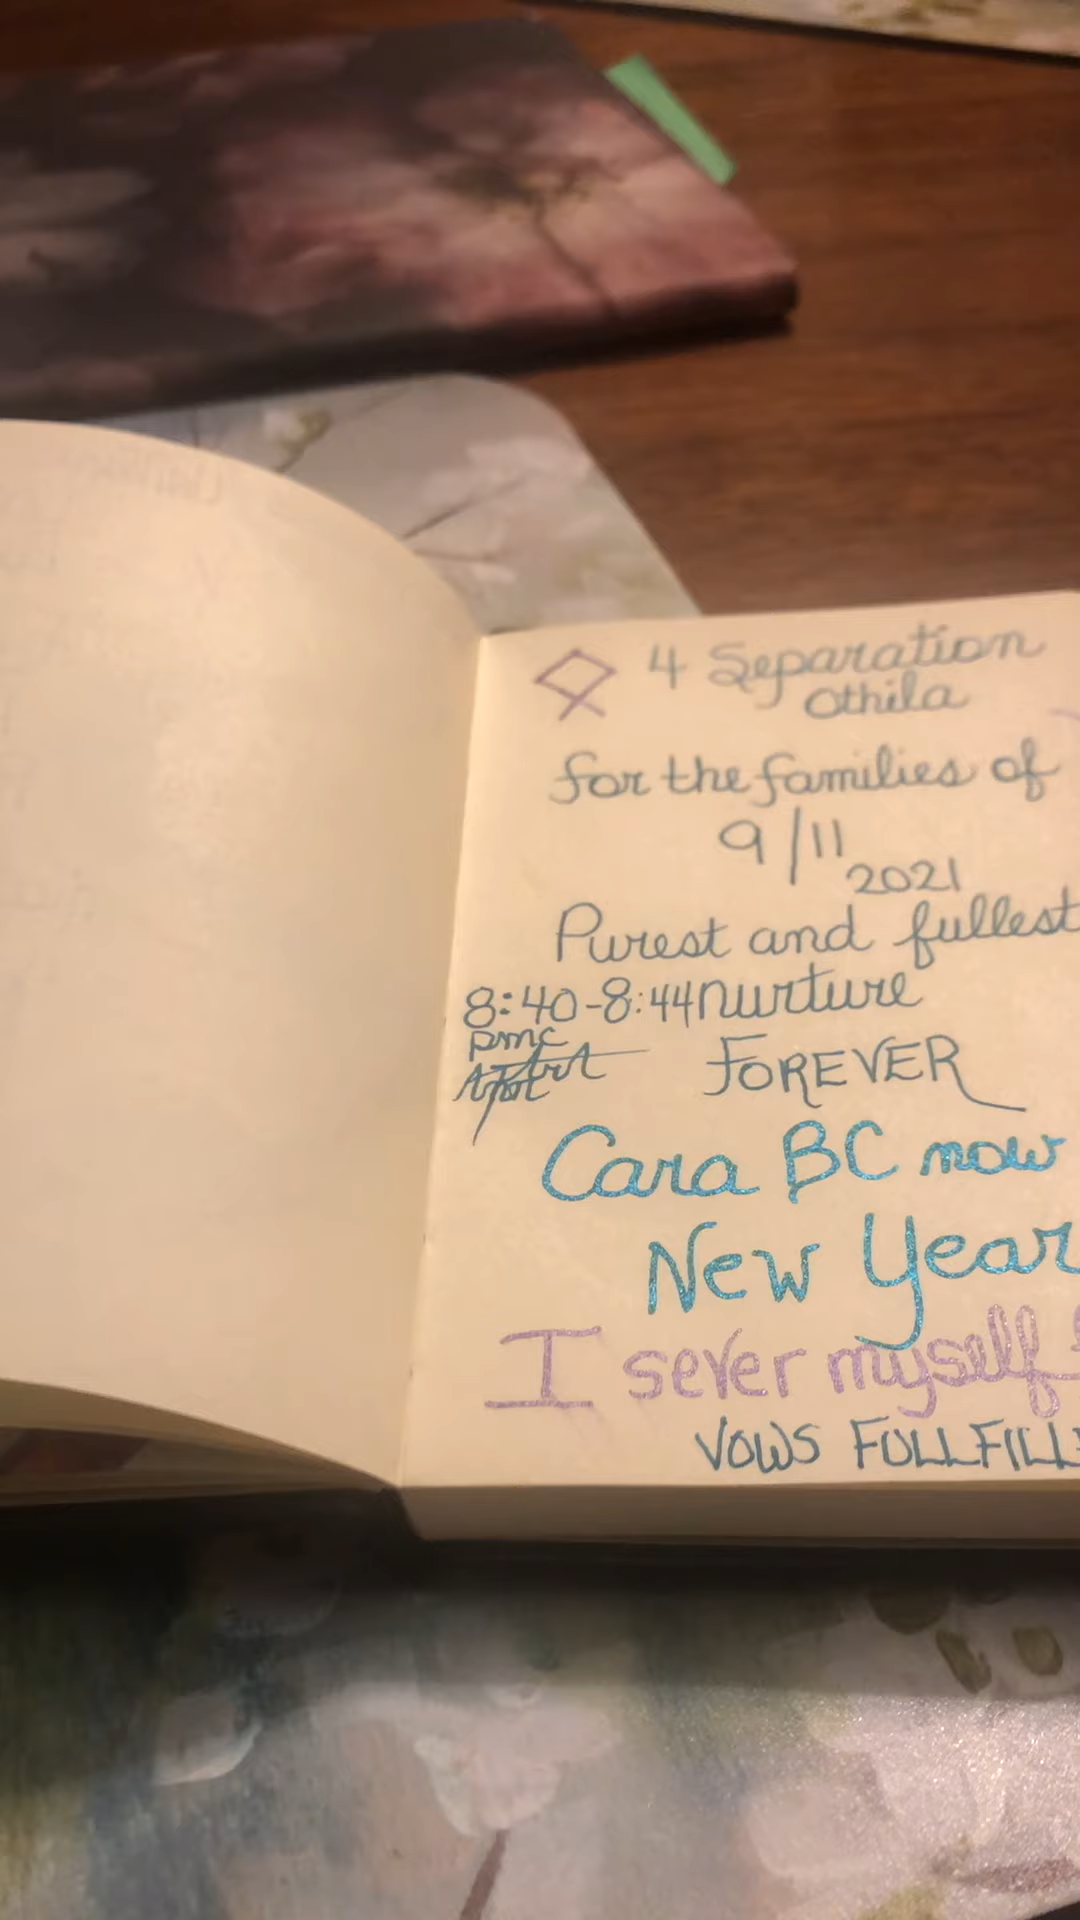 4 Separation
Othila
for the families of
9/11
2021
Purest and fullest
8:40-8:44 nurture
pmc
FOREVER
Cara BC now
New Year
I sever myself
VOWS FULLFILL